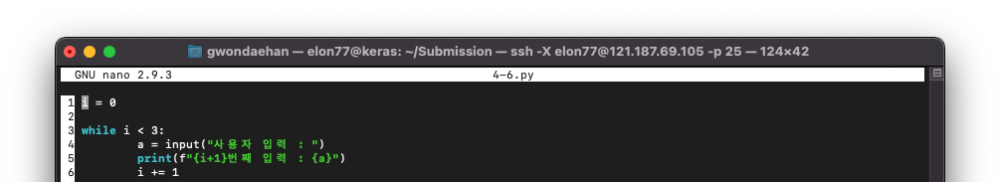 gwondaehan — elon77@keras: ~/Submission — ssh -X elon77@121.187.69.105 -p 25 — 124×42
GNU nano 2.9.3 4-6.py
1 i = 0
2
3 while i < 3:
4 a = input("사용자 입력 : ")
5 print(f"{i+1}번째 입력 : {a}")
6 i += 1